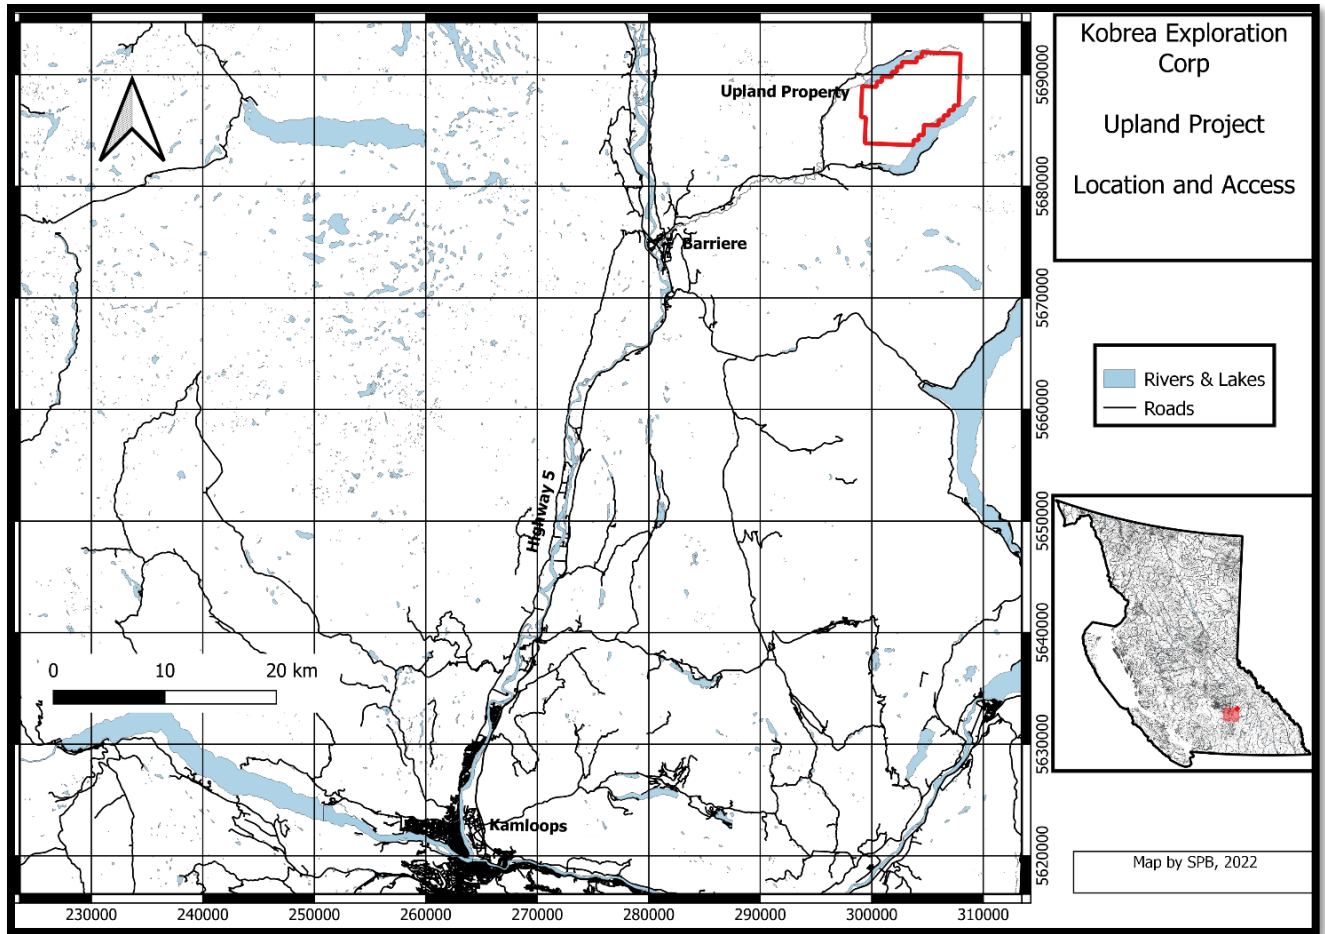 Kobrea Exploration
Corp
Upland Project
Location and Access
Upland Property
Barriere
Highway 5
Kamloops
0 10 20 km
Rivers & Lakes
Roads
5690000
5680000
5670000
5660000
5650000
5640000
5630000
5620000
230000 240000 250000 260000 270000 280000 290000 300000 310000
Map by SPB, 2022